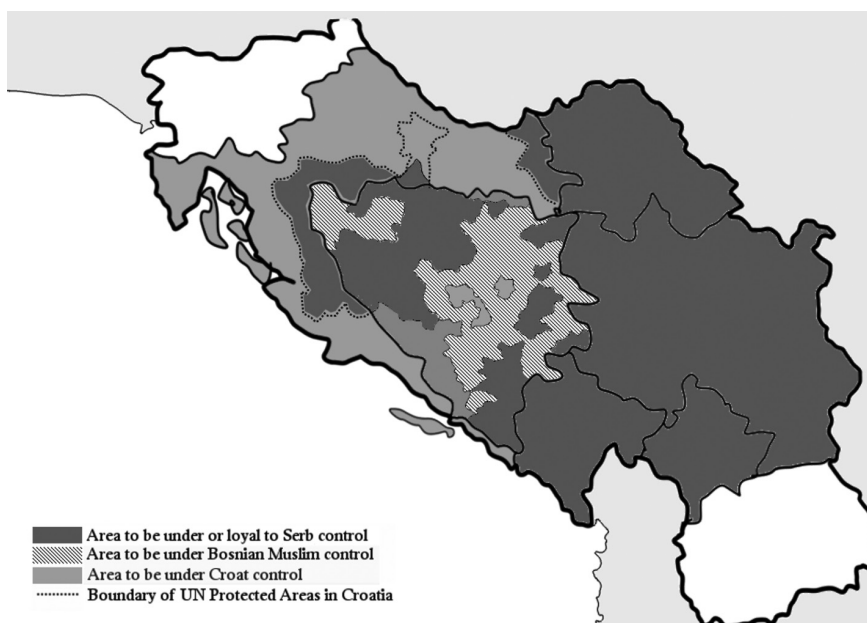 Area to be under or loyal to Serb control
Area to be under Bosnian Muslim control
Area to be under Croat control
Boundary of UN Protected Areas in Croatia